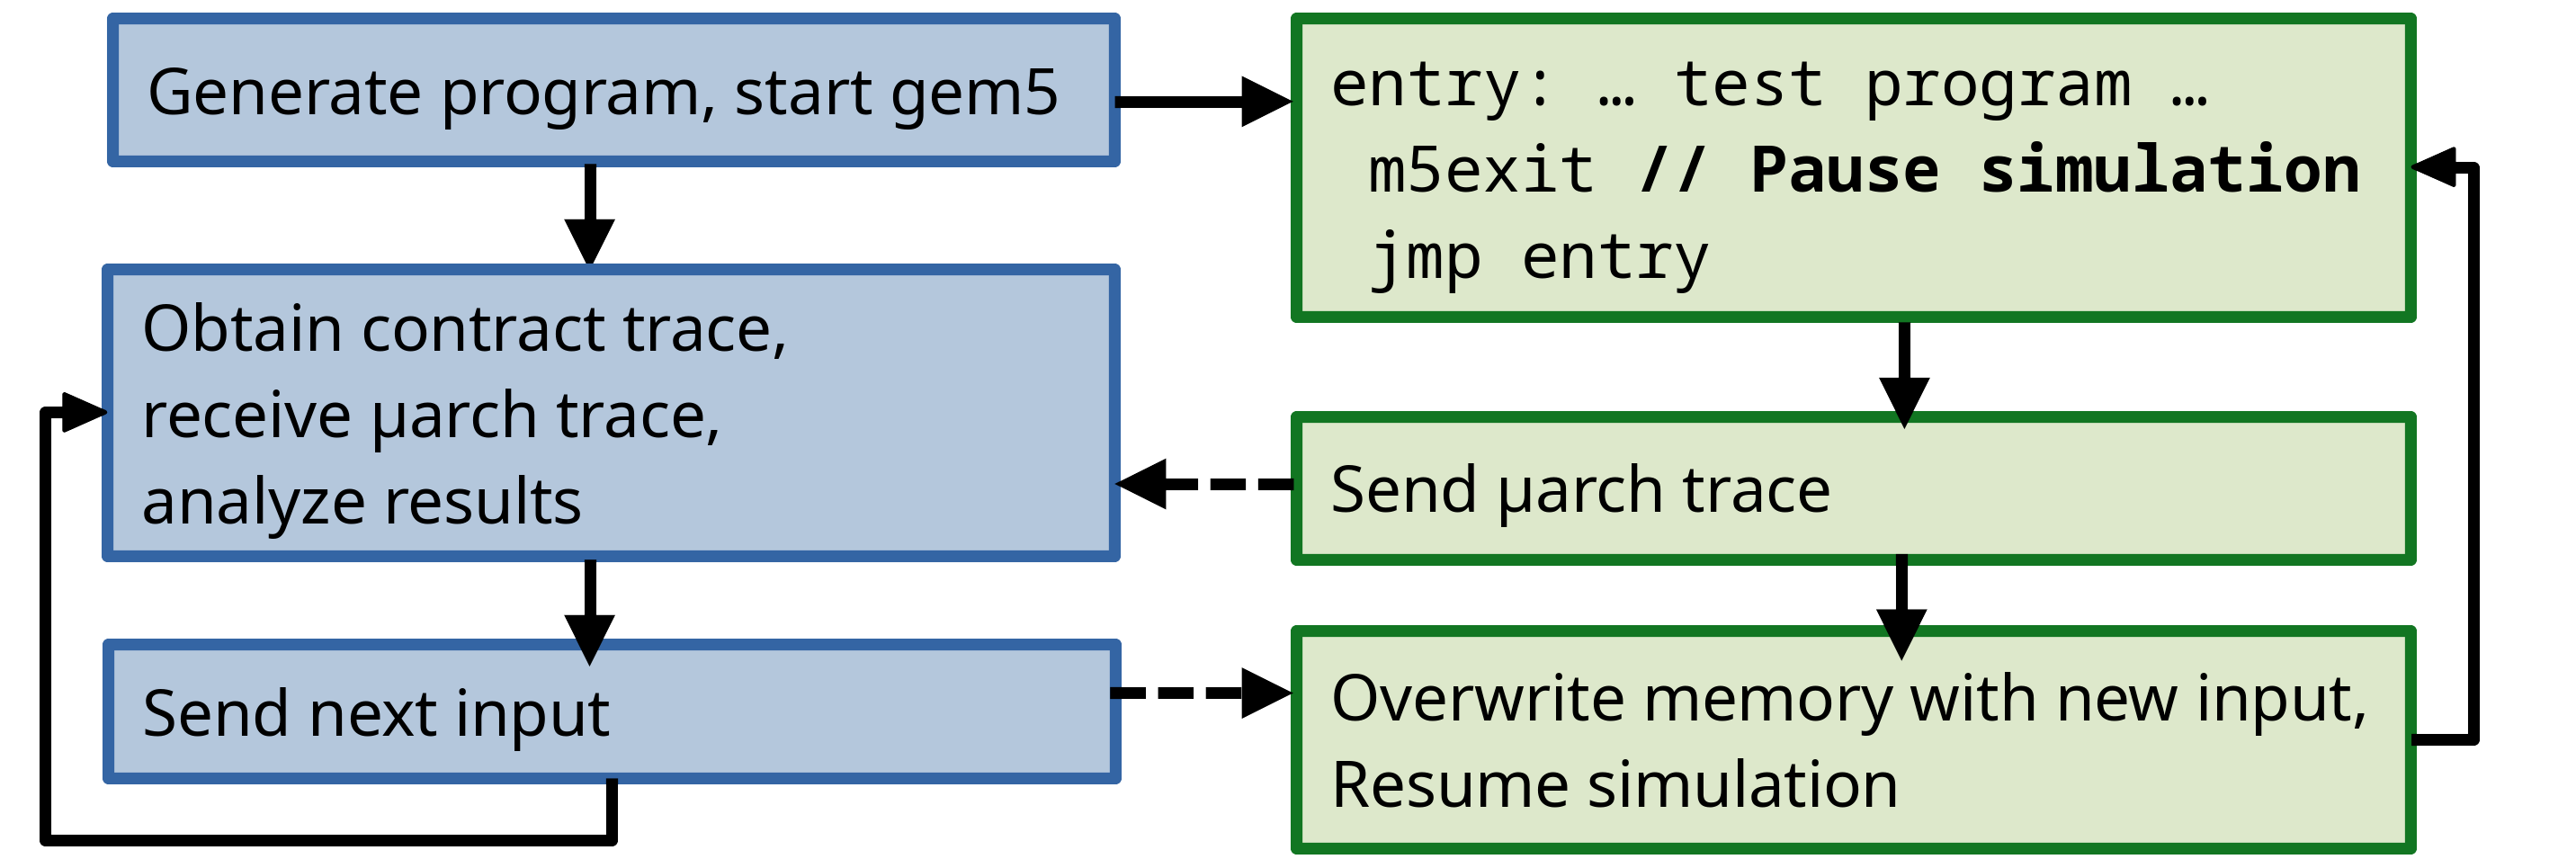 Generate program, start gem5
Obtain contract trace,
receive µarch trace,
analyze results
Send next input
entry: … test program …
m5exit // Pause simulation
jmp entry
Send µarch trace
Overwrite memory with new input,
Resume simulation